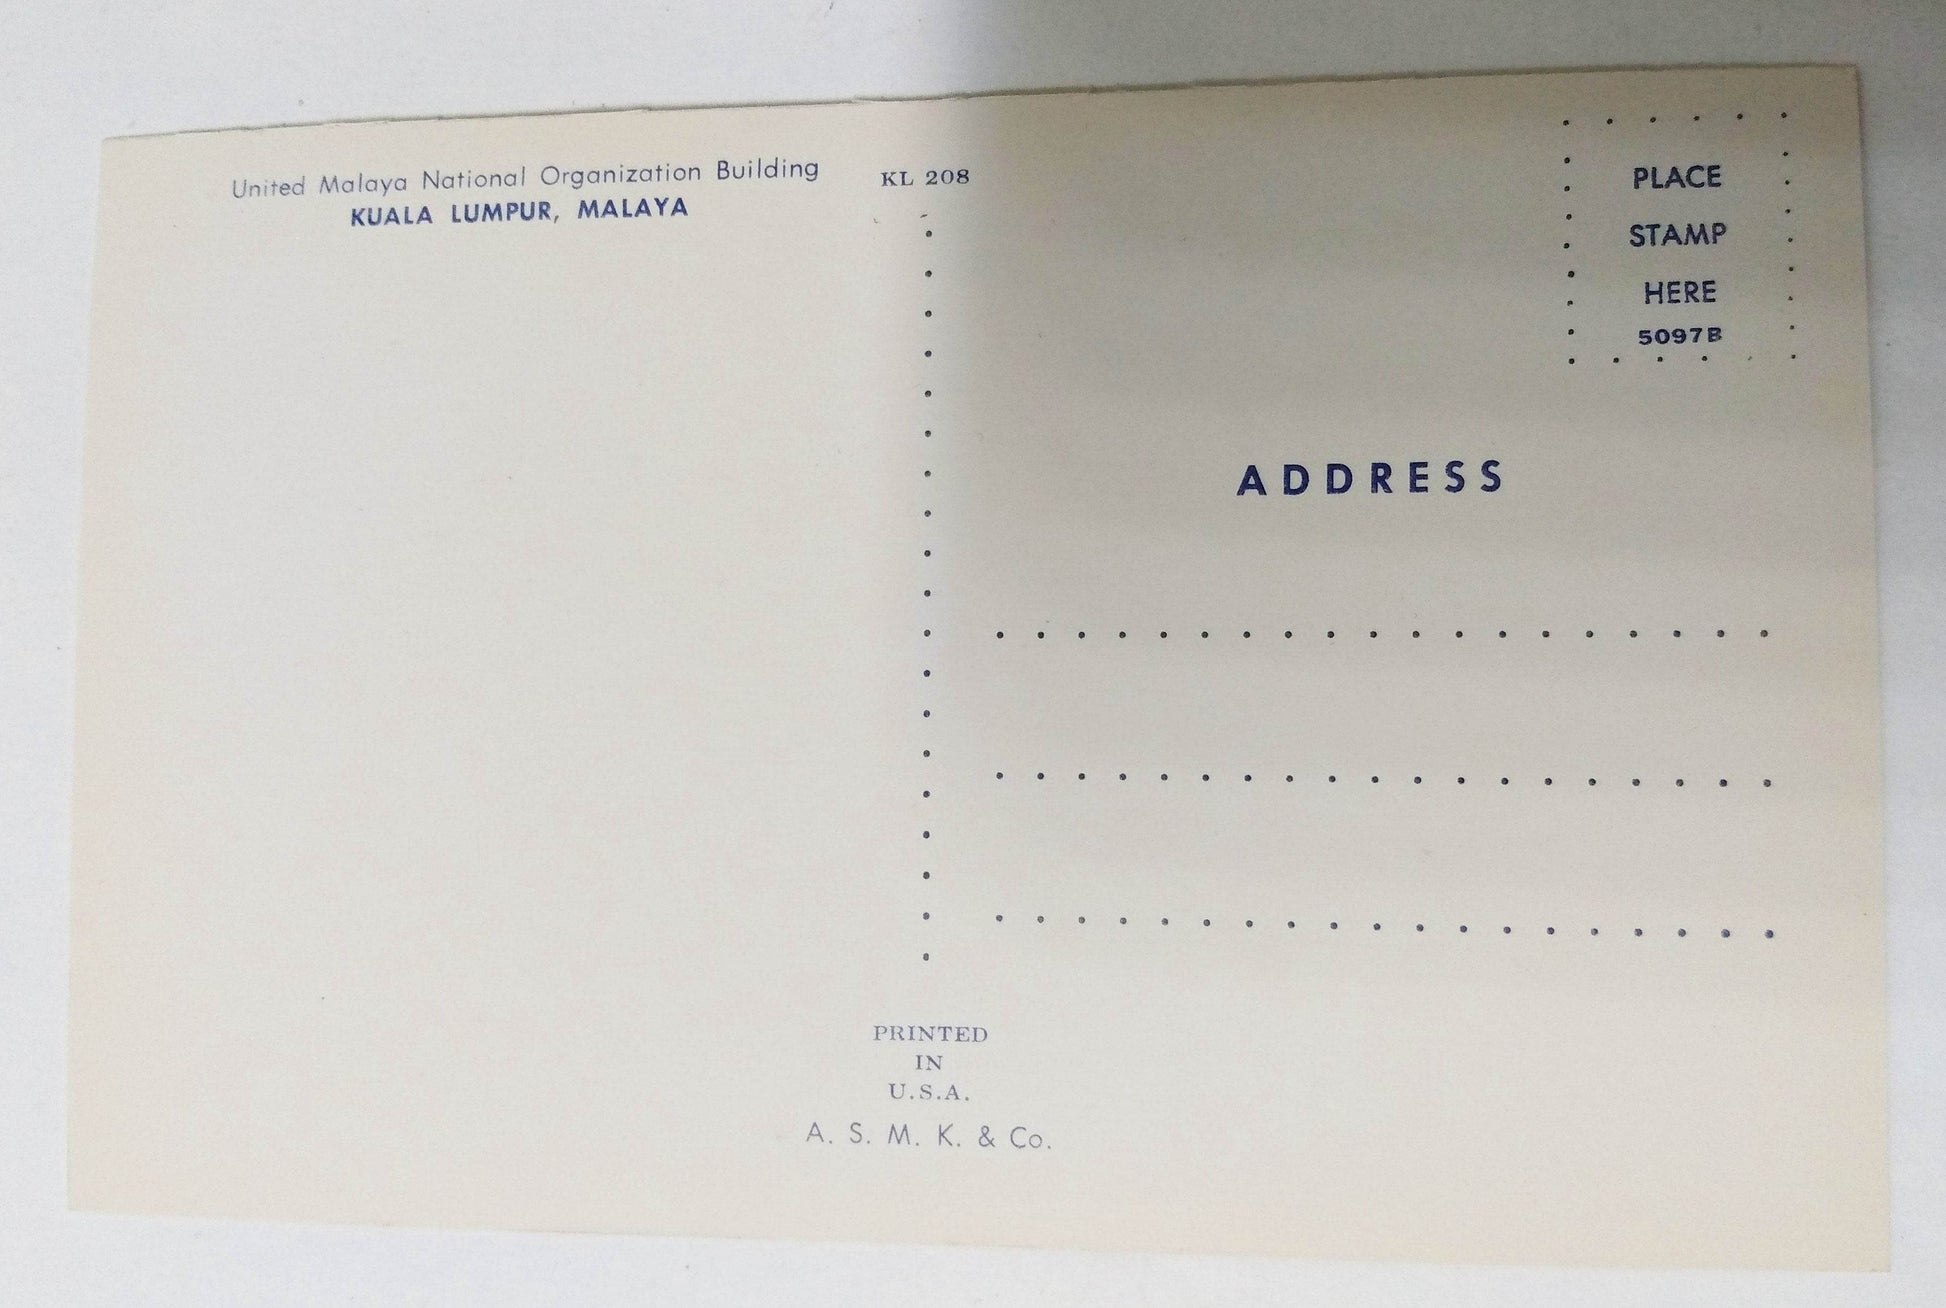 United Malaya National Organization Building
KUALA LUMPUR, MALAYA
KL 208
PLACE
STAMP
HERE
5097B
ADDRESS
PRINTED
IN
U.S.A.
A. S. M. K. & Co.